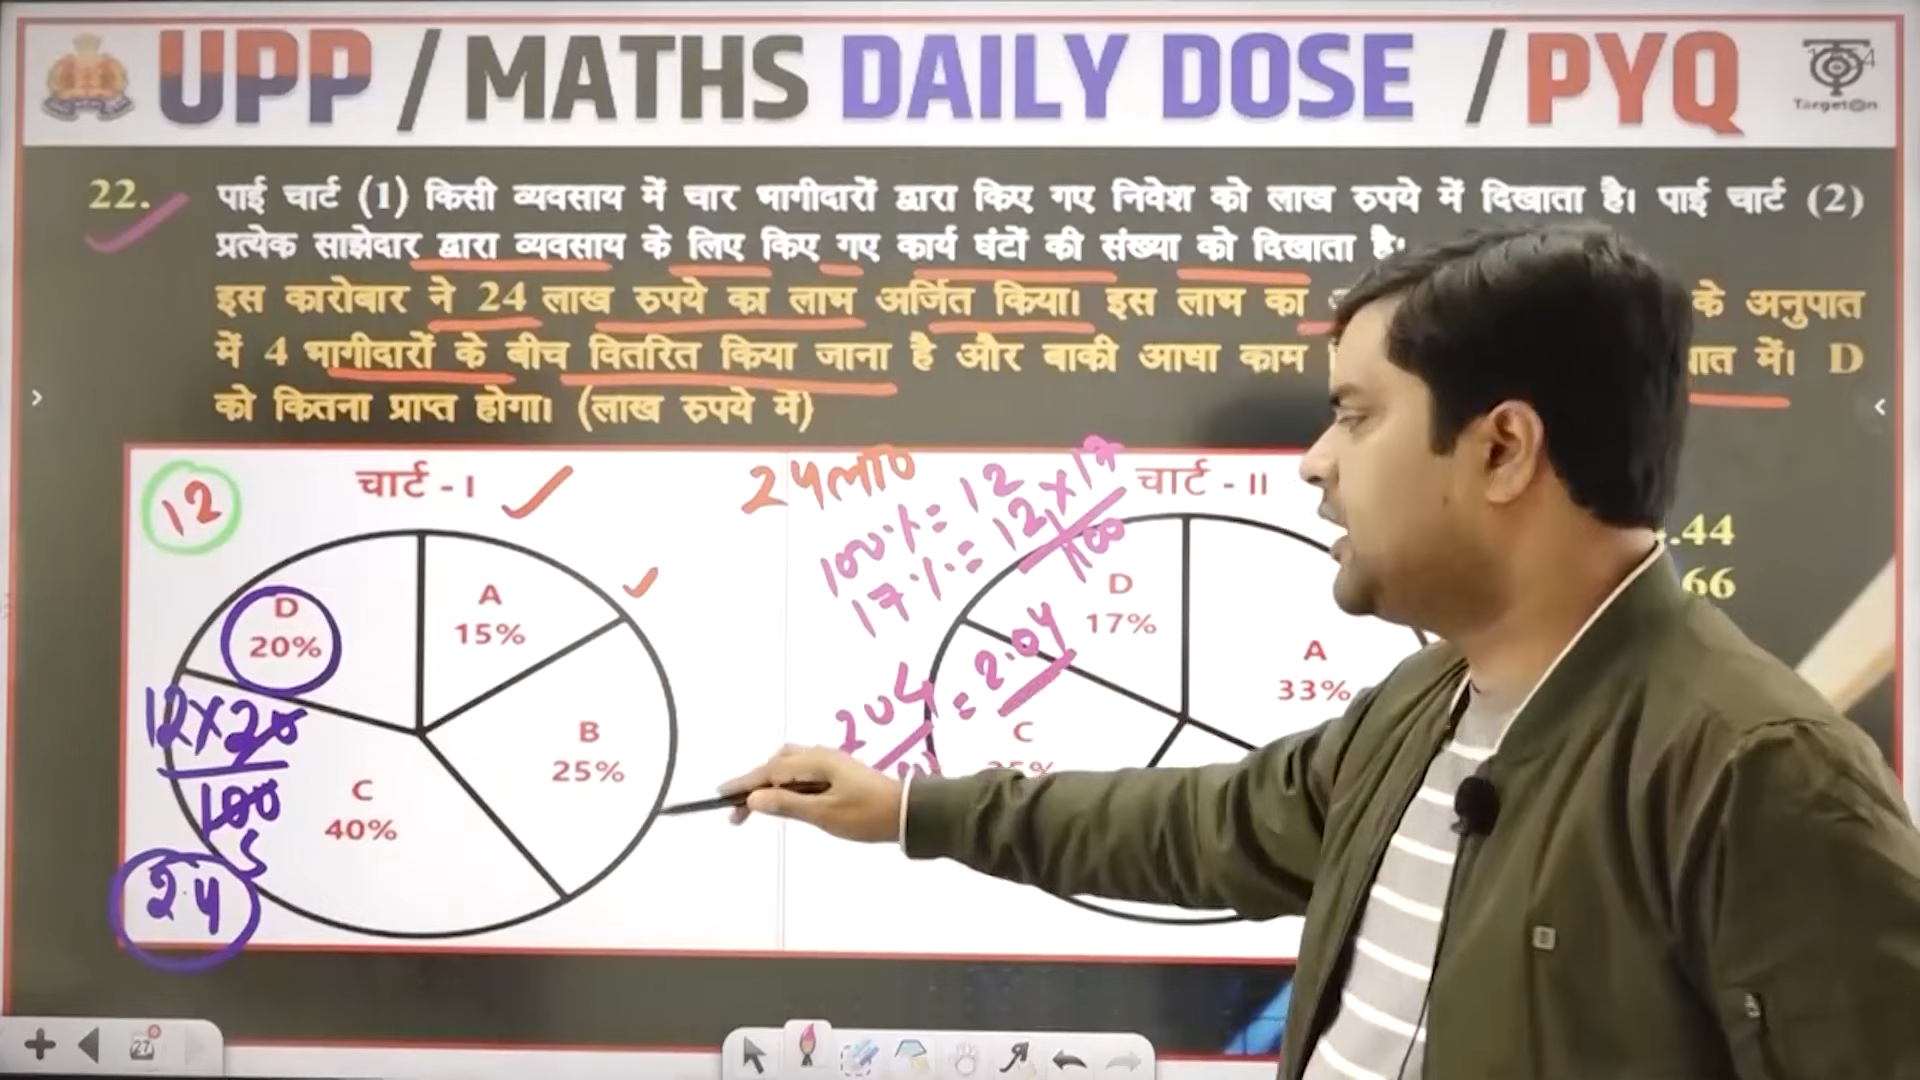 UPP / MATHS DAILY DOSE / PYQ
Target@n
22. पाई चार्ट (1) किसी व्यवसाय में चार भागीदारों द्वारा किए गए निवेश को लाख रुपये में दिखाता है। पाई चार्ट (2)
प्रत्येक साझेदार द्वारा व्यवसाय के लिए किए गए कार्य घंटों की संख्या को दिखाता है।
इस कारोबार ने 24 लाख रुपये का लाभ अर्जित किया। इस लाभ का के अनुपात
में 4 भागीदारों के बीच वितरित किया जाना है और बाकी आधा काम में। D
को कितना प्राप्त होगा। (लाख रुपये में)
12
चार्ट - I
24लाख
100% = 12
17% = 12×17
100
चार्ट - II
.44
66
D
20%
A
15%
B
25%
C
40%
12×20
100
5
2.4
D
17%
A
33%
C
204
= 2.04
27